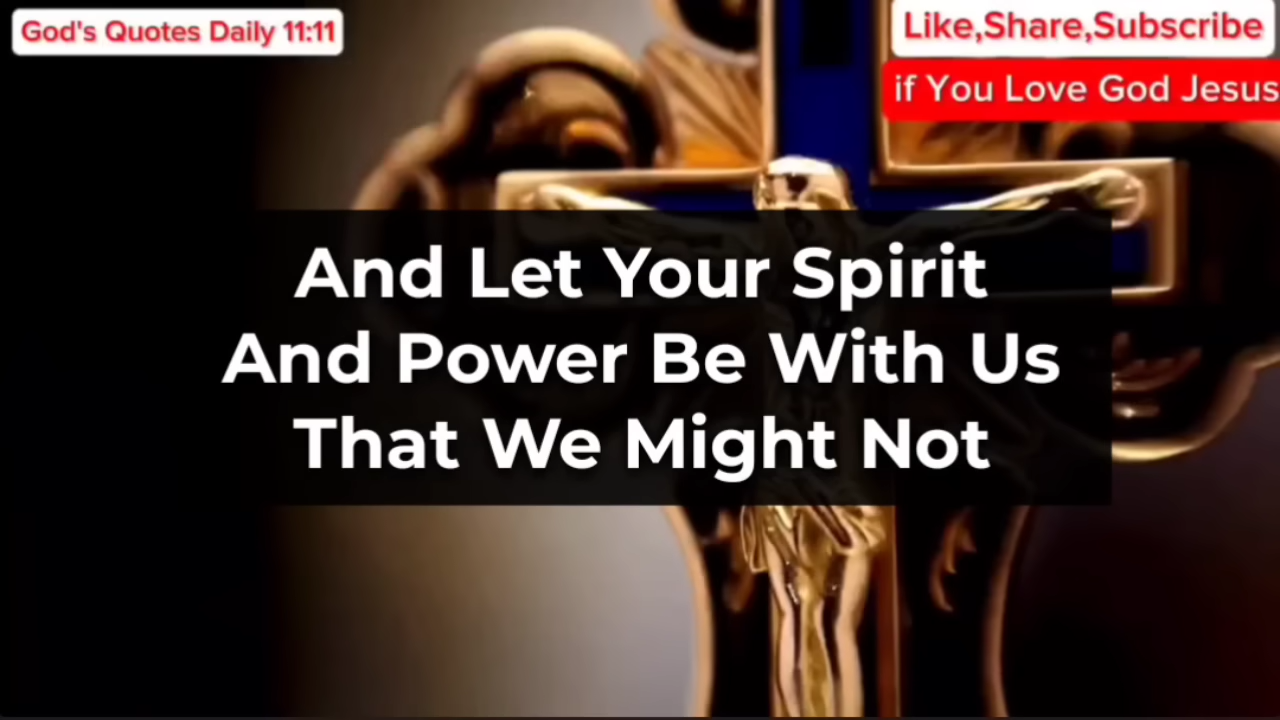 God's Quotes Daily 11:11
Like,Share,Subscribe
if You Love God Jesus
And Let Your Spirit
And Power Be With Us
That We Might Not